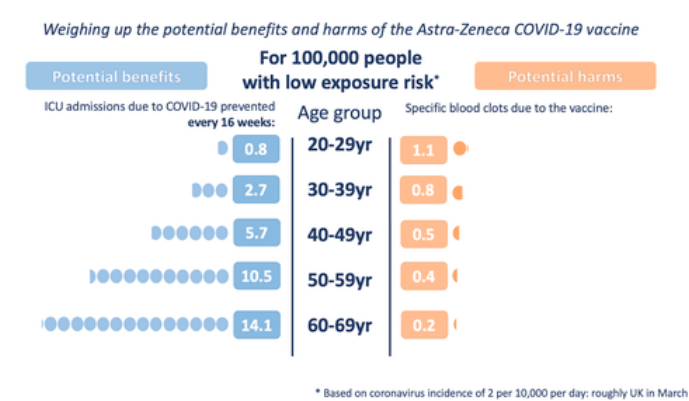 Weighing up the potential benefits and harms of the Astra-Zeneca COVID-19 vaccine
For 100,000 people
with low exposure risk*
Potential benefits
Potential harms
ICU admissions due to COVID-19 prevented
every 16 weeks:
Age group
Specific blood clots due to the vaccine:
0.8 20-29yr 1.1
2.7 30-39yr 0.8
5.7 40-49yr 0.5
10.5 50-59yr 0.4
14.1 60-69yr 0.2
* Based on coronavirus incidence of 2 per 10,000 per day: roughly UK in March